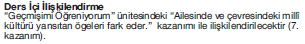 Ders İçi İlişkilendirme
"Geçmişimi Öğreniyorum" ünitesindeki "Ailesinde ve çevresindeki millî
kültürü yansıtan ögeleri fark eder." kazanımı ile ilişkilendirilecektir (7.
kazanım).